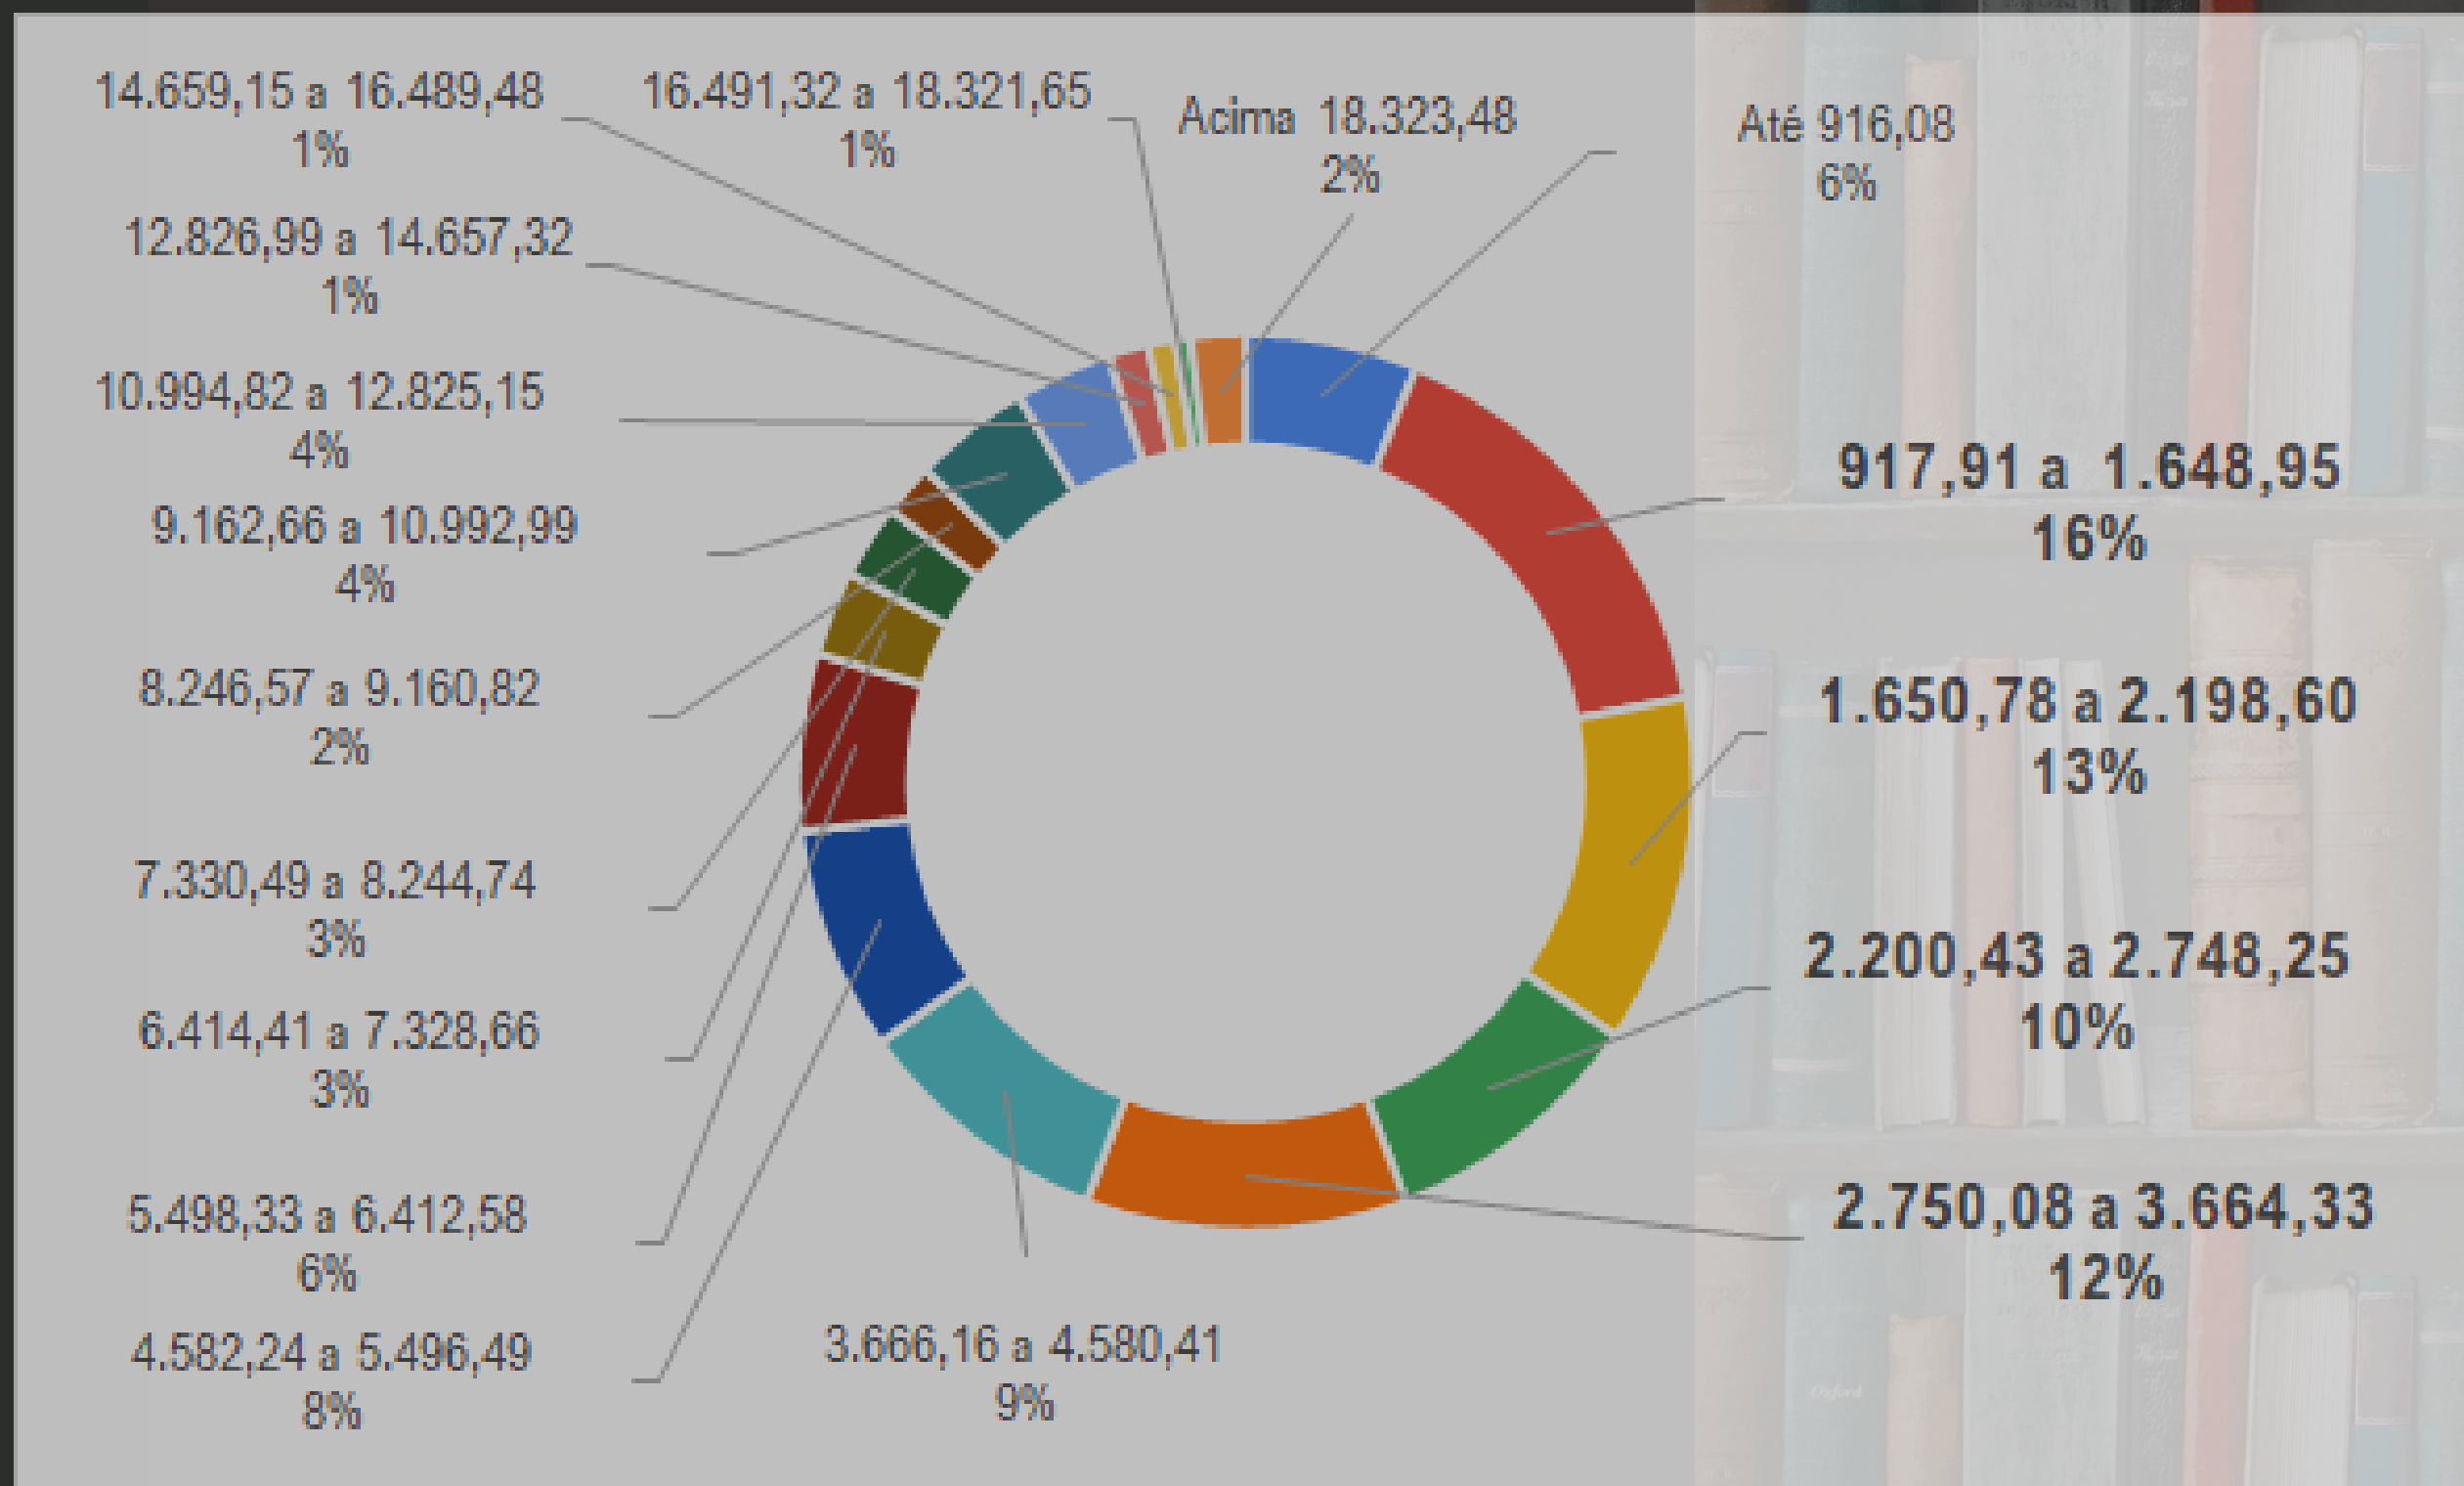 14.659,15 a 16.489,48
1%
16.491,32 a 18.321,65
1%
Acima 18.323,48
2%
Até 916,08
6%
12.826,99 a 14.657,32
1%
10.994,82 a 12.825,15
4%
917,91 a 1.648,95
16%
9.162,66 a 10.992,99
4%
1.650,78 a 2.198,60
13%
8.246,57 a 9.160,82
2%
7.330,49 a 8.244,74
3%
2.200,43 a 2.748,25
10%
6.414,41 a 7.328,66
3%
2.750,08 a 3.664,33
12%
5.498,33 a 6.412,58
6%
4.582,24 a 5.496,49
8%
3.666,16 a 4.580,41
9%
Oxford